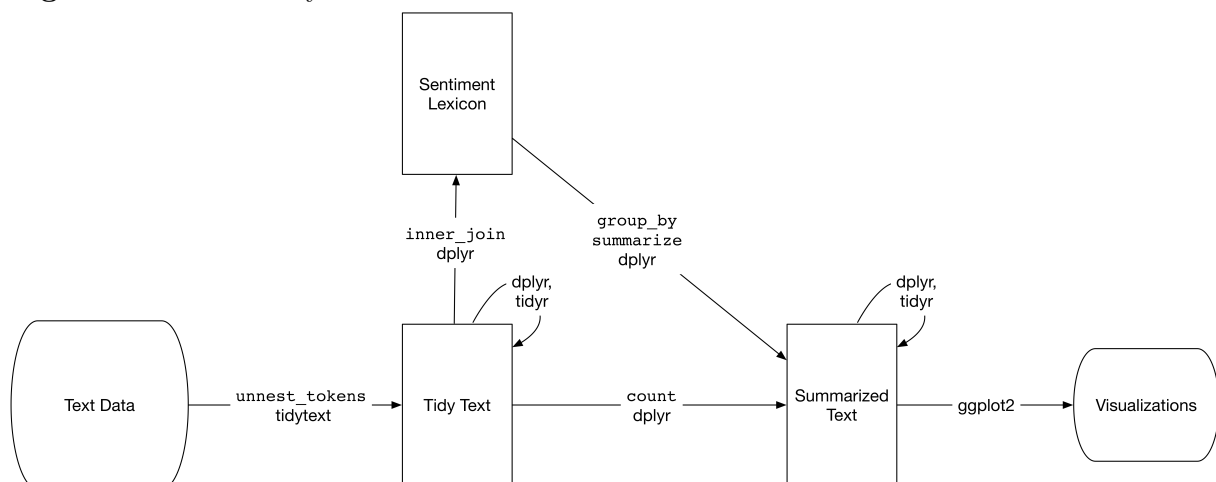 Sentiment
Lexicon
group_by
summarize
dplyr
inner_join
dplyr
dplyr,
tidyr
dplyr,
tidyr
Text Data
unnest_tokens
tidytext
Tidy Text
count
dplyr
Summarized
Text
ggplot2
Visualizations